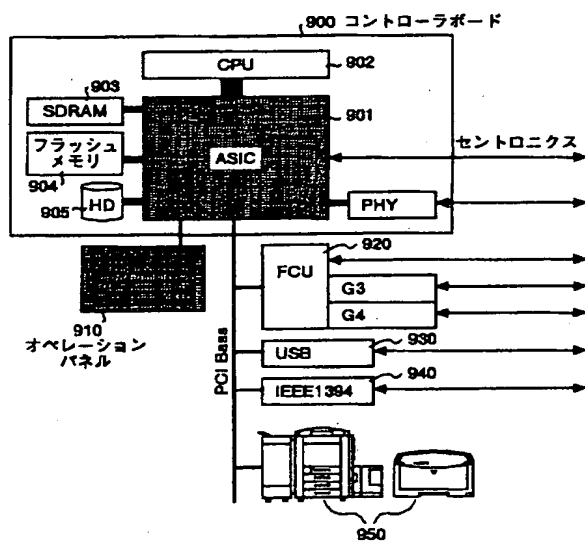 900 コントローラボード
CPU
902
903
SDRAM
901
フラッシュ
メモリ
904
ASIC
セントロニクス
905
HD
PHY
920
FCU
G3
G4
910
オペレーション
パネル
PCI Bass
930
USB
940
IEEE1394
950